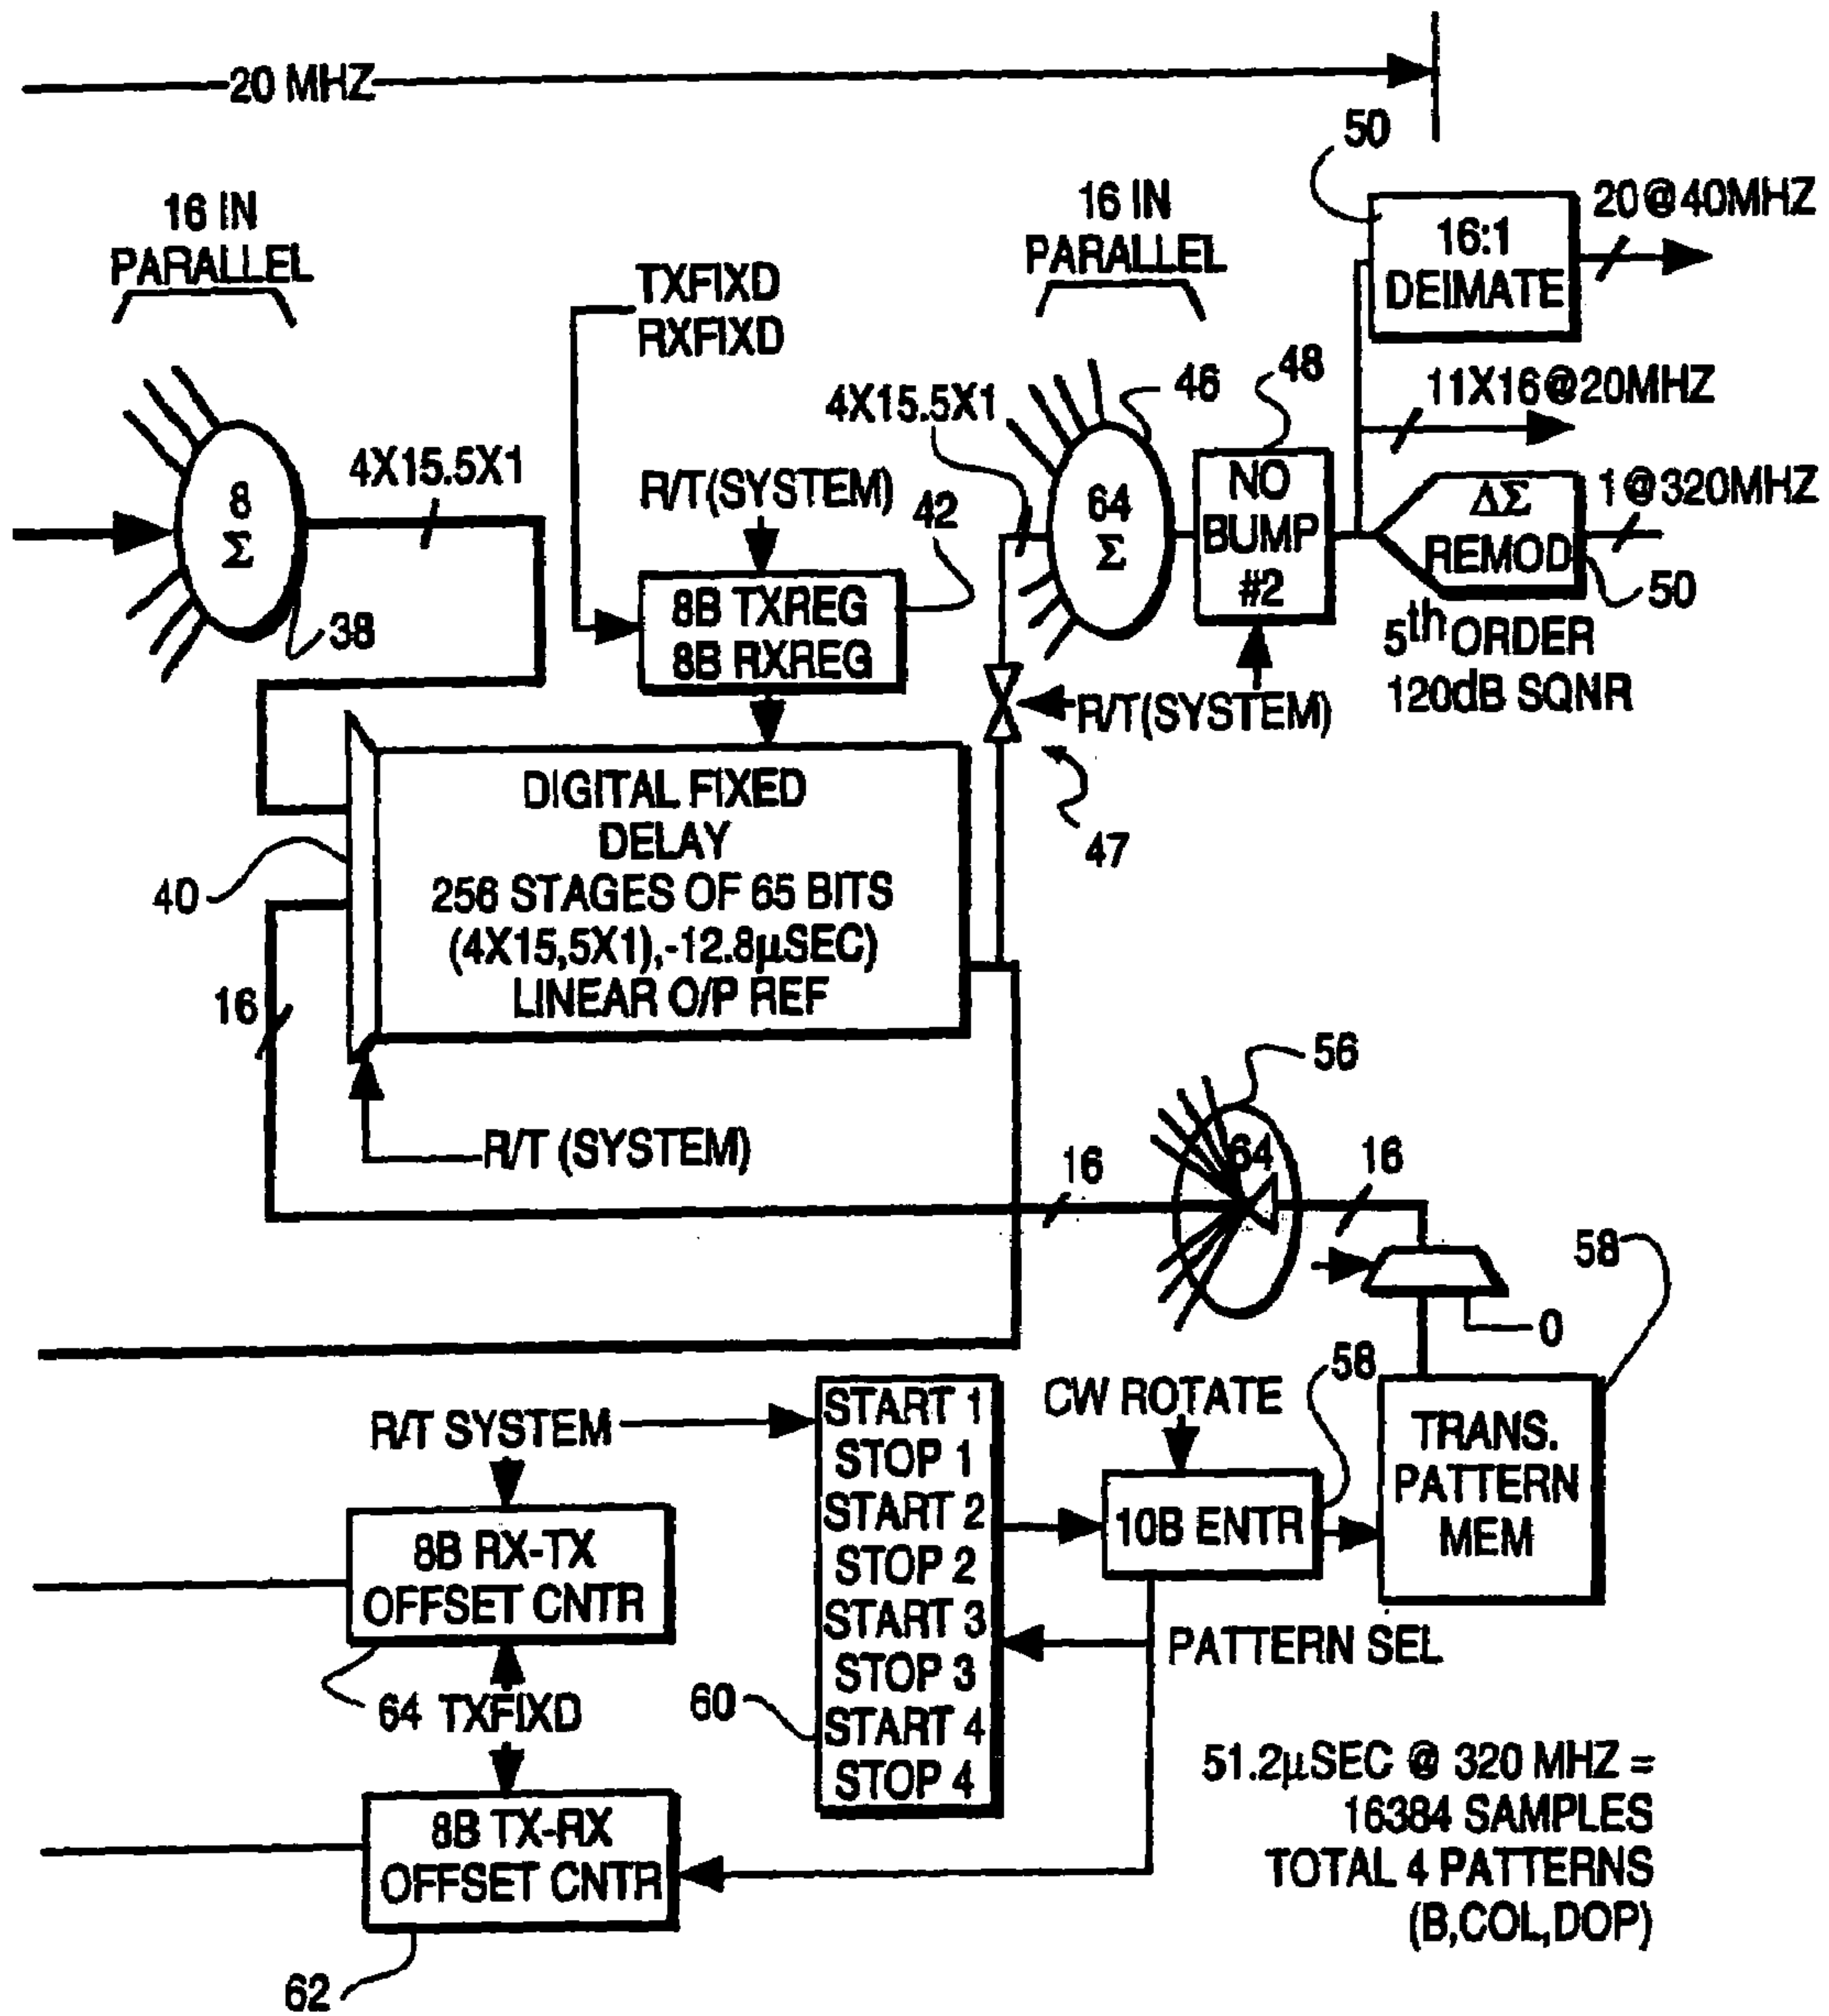 20 MHZ
50
16 IN
PARALLEL
16 IN
PARALLEL
16:1
DEIMATE
20@40MHZ
TXFIXD
RXFIXD
11X16@20MHZ
46
48
4X15.5X1
4X15.5X1
R/T(SYSTEM)
42
8
Σ
38
8B TXREG
8B RXREG
64
Σ
NO
BUMP
#2
ΔΣ
REMOD
1@320MHZ
50
5th ORDER
120dB SQNR
R/T(SYSTEM)
47
40
DIGITAL FIXED
DELAY
256 STAGES OF 65 BITS
(4X15,5X1),-12.8µSEC)
LINEAR O/P REF
16
R/T (SYSTEM)
56
64
16
16
58
0
R/T SYSTEM
START 1
STOP 1
START 2
STOP 2
START 3
STOP 3
START 4
STOP 4
60
CW ROTATE
58
10B ENTR
TRANS.
PATTERN
MEM
PATTERN SEL
8B RX-TX
OFFSET CNTR
64 TXFIXD
8B TX-RX
OFFSET CNTR
62
51.2µSEC @ 320 MHZ =
16384 SAMPLES
TOTAL 4 PATTERNS
(B,COL,DOP)